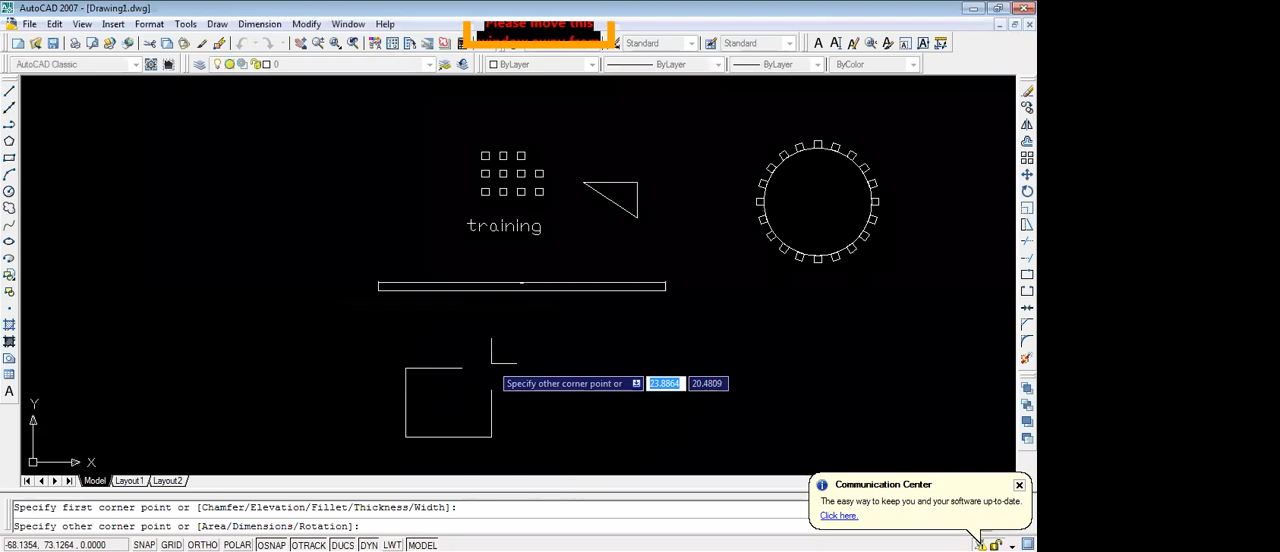 AutoCAD 2007 - [Drawing1.dwg]
File Edit View Insert Format Tools Draw Dimension Modify Window Help
Please move this
window away from
Standard Standard
AutoCAD Classic 0 ByLayer ByLayer ByLayer ByColor
training
Specify other corner point or 23.8864 20.4809
Y
X
Model Layout1 Layout2
Communication Center
The easy way to keep you and your software up-to-date.
Click here.
Specify first corner point or [Chamfer/Elevation/Fillet/Thickness/Width]:
Specify other corner point or [Area/Dimensions/Rotation]:
-68.1354, 73.1264, 0.0000 SNAP GRID ORTHO POLAR OSNAP OTRACK DUCS DYN LWT MODEL